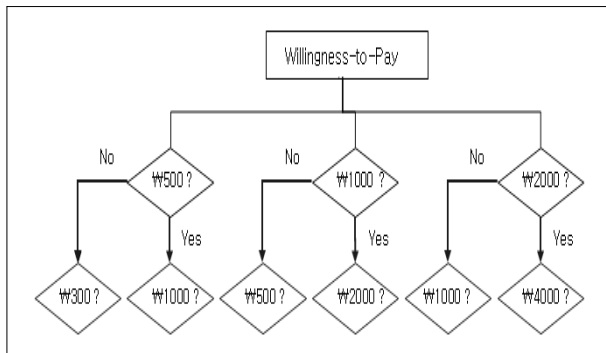 Willingness-to-Pay
No No No
₩500 ? ₩1000 ? ₩2000 ?
Yes Yes Yes
₩300 ? ₩1000 ? ₩500 ? ₩2000 ? ₩1000 ? ₩4000 ?